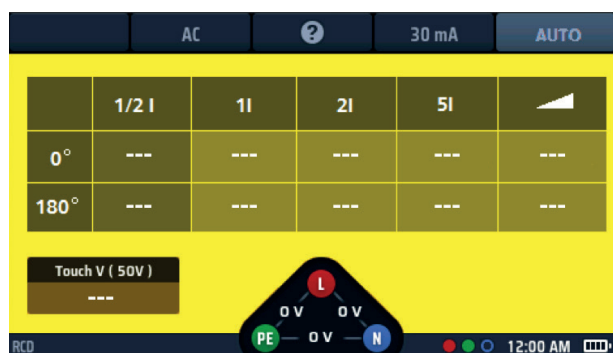 AC ? 30 mA AUTO
1/2 I 1I 2I 5I
0° --- --- --- --- ---
180° --- --- --- --- ---
Touch V ( 50V )
---
L
0 V 0 V
PE 0 V N
RCD 12:00 AM